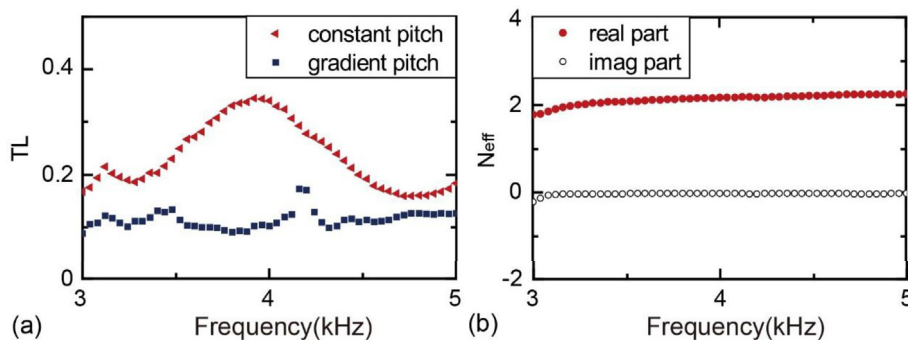 constant pitch
gradient pitch
0.4
0.2
0
TL
3
4
5
(a)
Frequency(kHz)
real part
imag part
4
2
0
-2
Neff
3
4
5
(b)
Frequency(kHz)